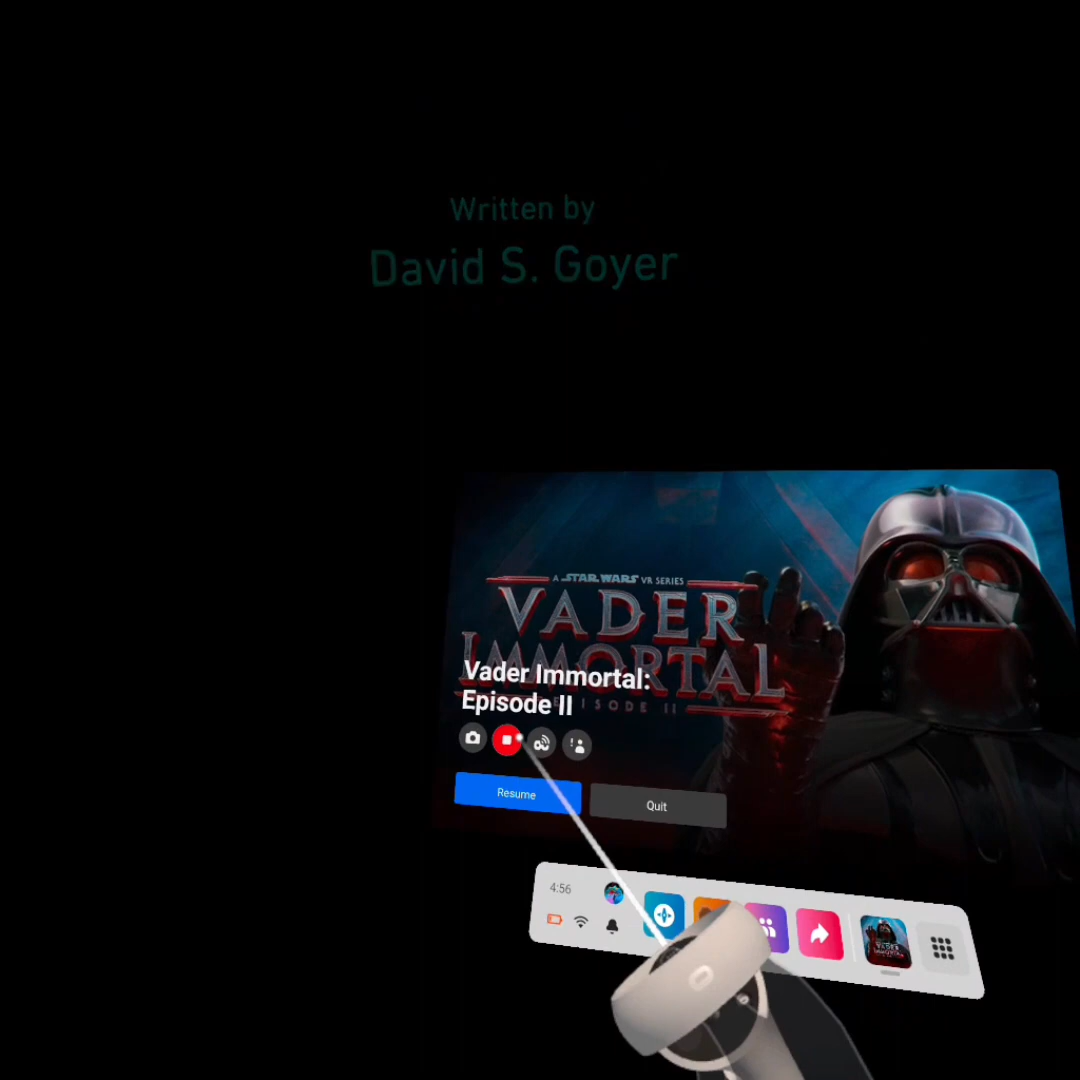 Written by
David S. Goyer
A STAR WARS VR SERIES
VADER
IMMORTAL
EPISODE II
Vader Immortal:
Episode II
Resume
Quit
4:56